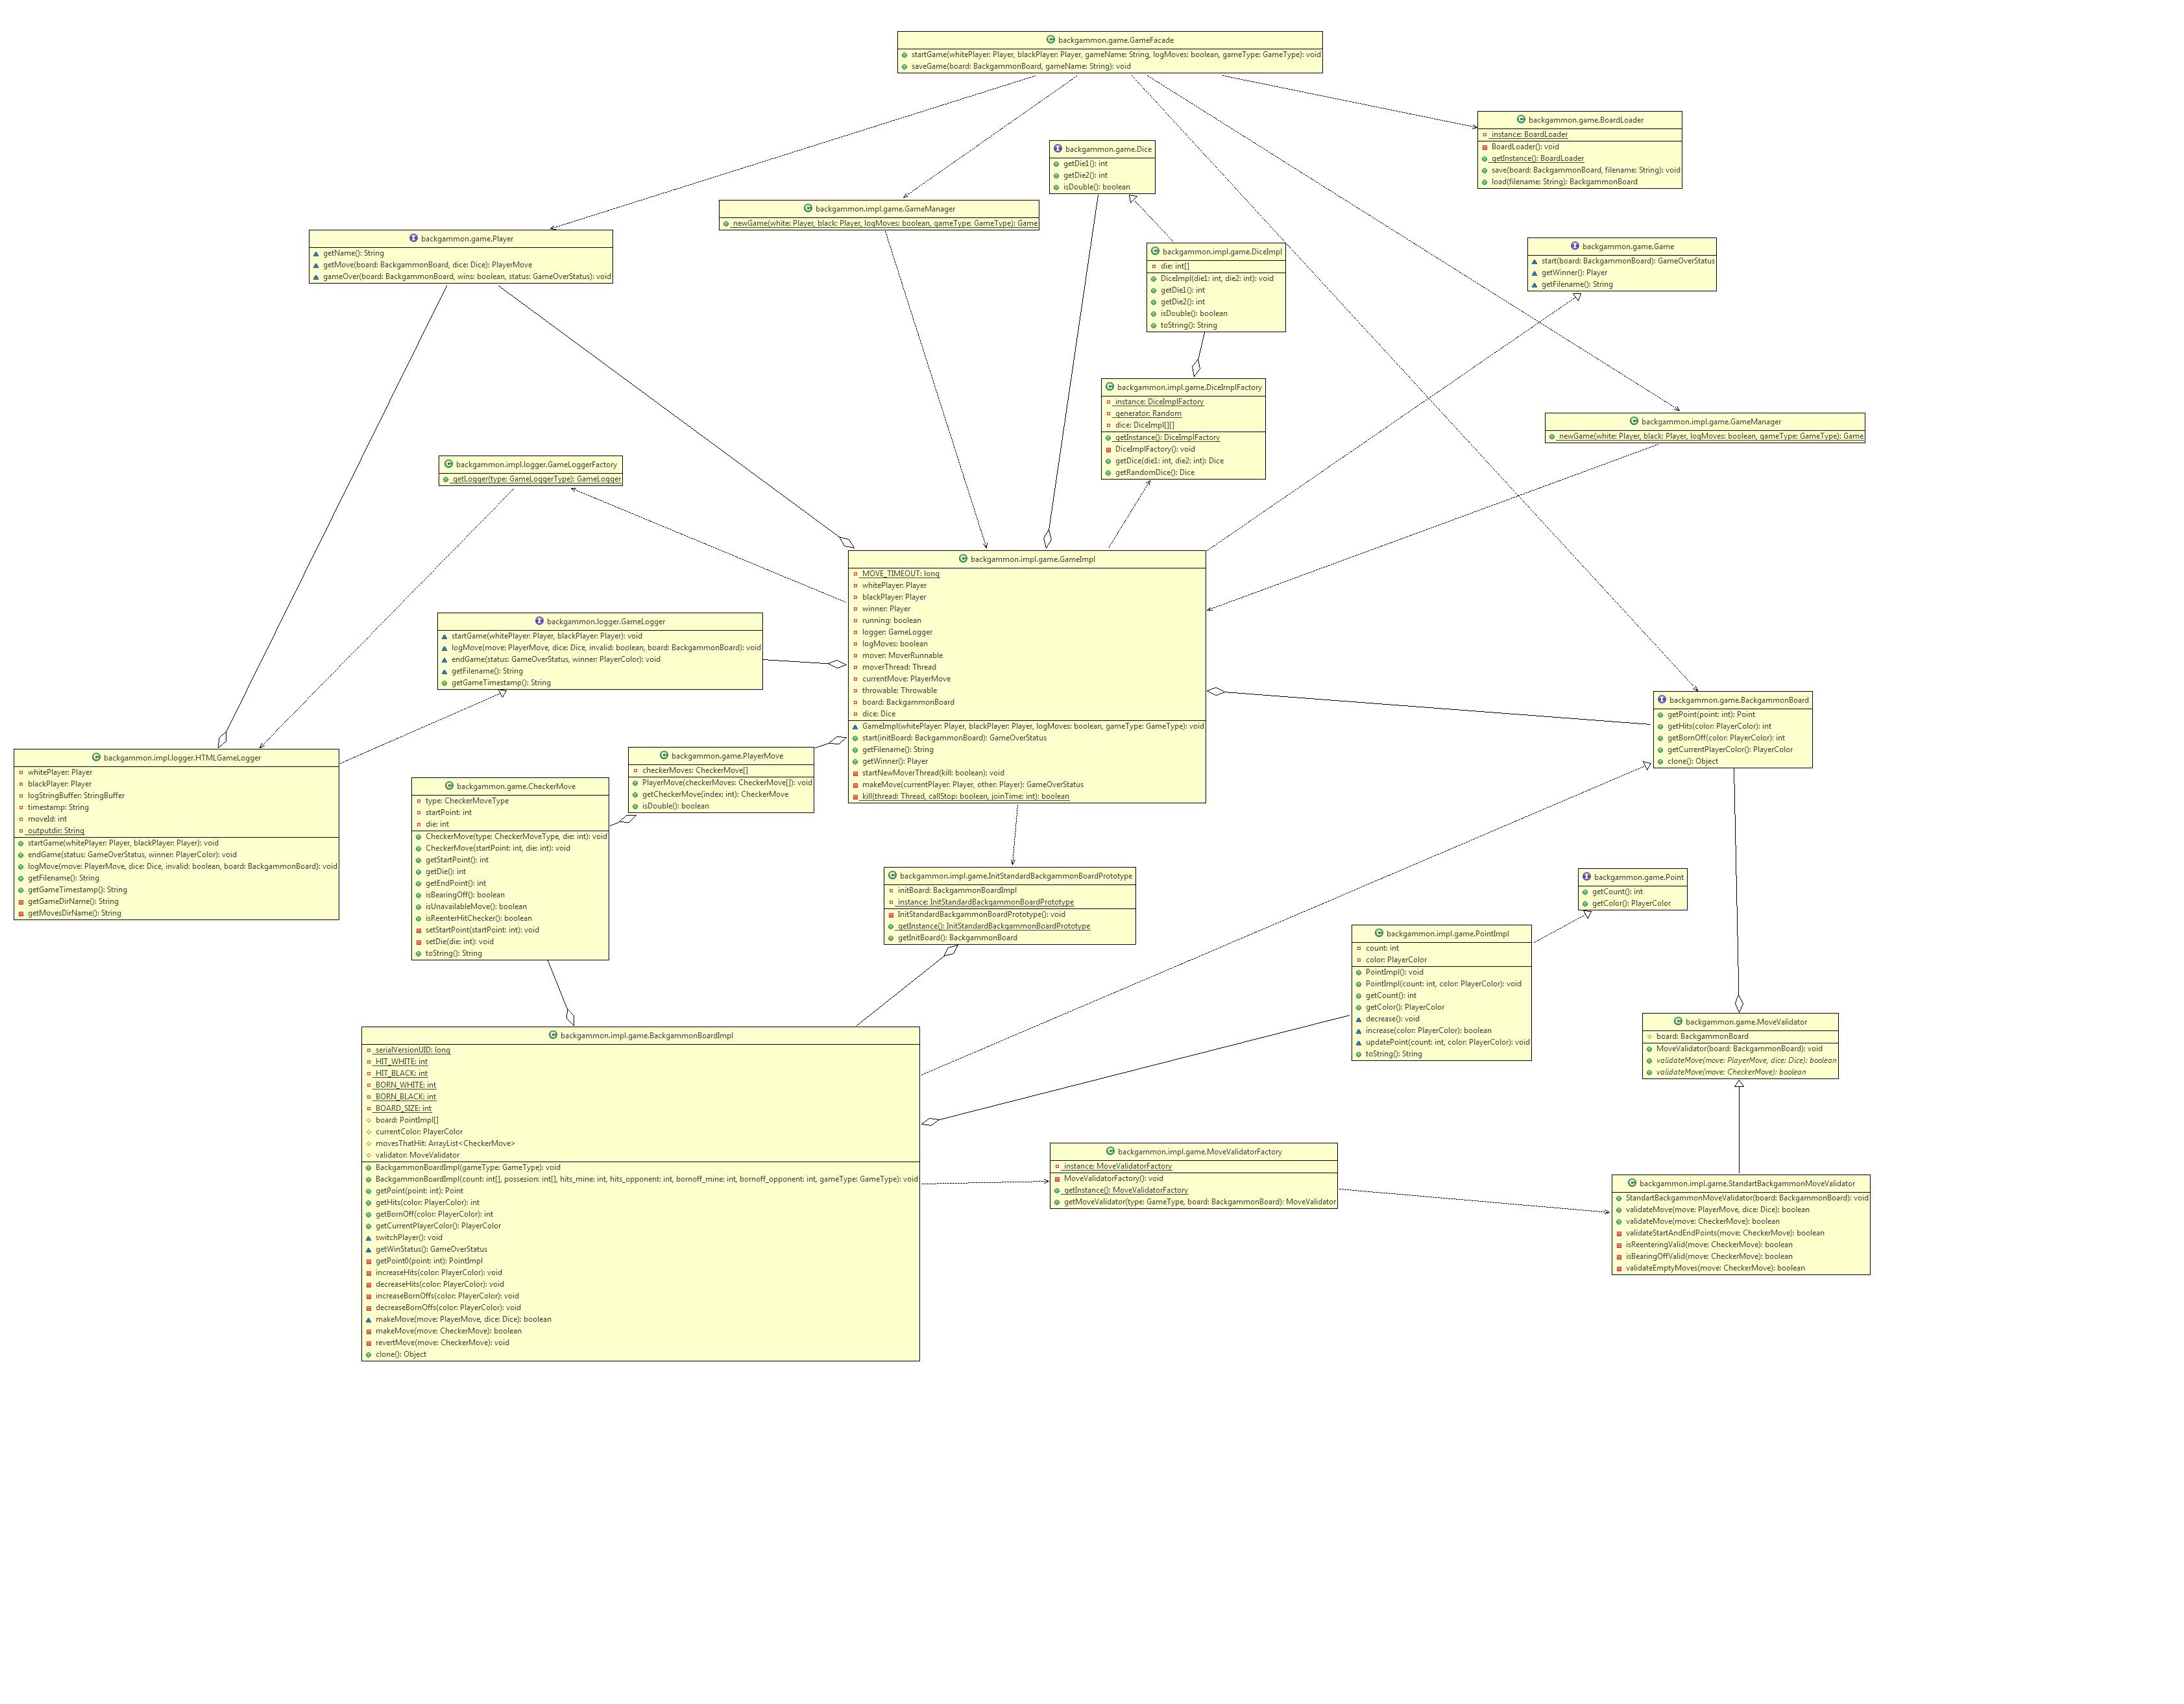 backgammon.game.GameFacade
startGame(whitePlayer: Player, blackPlayer: Player, gameName: String, logMoves: boolean, gameType: GameType): void
saveGame(board: BackgammonBoard, gameName: String): void
backgammon.game.BoardLoader
instance: BoardLoader
BoardLoader(): void
getInstance(): BoardLoader
save(board: BackgammonBoard, filename: String): void
load(filename: String): BackgammonBoard
backgammon.game.Dice
getDie1(): int
getDie2(): int
isDouble(): boolean
backgammon.impl.game.GameManager
newGame(white: Player, black: Player, logMoves: boolean, gameType: GameType): Game
backgammon.game.Player
getName(): String
getMove(board: BackgammonBoard, dice: Dice): PlayerMove
gameOver(board: BackgammonBoard, wins: boolean, status: GameOverStatus): void
backgammon.impl.game.DiceImpl
die: int[]
DiceImpl(die1: int, die2: int): void
getDie1(): int
getDie2(): int
isDouble(): boolean
toString(): String
backgammon.game.Game
start(board: BackgammonBoard): GameOverStatus
getWinner(): Player
getFilename(): String
backgammon.impl.game.DiceImplFactory
instance: DiceImplFactory
generator: Random
dice: DiceImpl[][]
getInstance(): DiceImplFactory
DiceImplFactory(): void
getDice(die1: int, die2: int): Dice
getRandomDice(): Dice
backgammon.impl.game.GameManager
newGame(white: Player, black: Player, logMoves: boolean, gameType: GameType): Game
backgammon.impl.logger.GameLoggerFactory
getLogger(type: GameLoggerType): GameLogger
backgammon.impl.game.GameImpl
MOVE_TIMEOUT: long
whitePlayer: Player
blackPlayer: Player
winner: Player
running: boolean
logger: GameLogger
logMoves: boolean
mover: MoverRunnable
moverThread: Thread
currentMove: PlayerMove
throwable: Throwable
board: BackgammonBoard
dice: Dice
GameImpl(whitePlayer: Player, blackPlayer: Player, logMoves: boolean, gameType: GameType): void
start(initBoard: BackgammonBoard): GameOverStatus
getFilename(): String
getWinner(): Player
startNewMoverThread(kill: boolean): void
makeMove(currentPlayer: Player, other: Player): GameOverStatus
kill(thread: Thread, callStop: boolean, joinTime: int): boolean
backgammon.logger.GameLogger
startGame(whitePlayer: Player, blackPlayer: Player): void
logMove(move: PlayerMove, dice: Dice, invalid: boolean, board: BackgammonBoard): void
endGame(status: GameOverStatus, winner: PlayerColor): void
getFilename(): String
getGameTimestamp(): String
backgammon.game.BackgammonBoard
getPoint(point: int): Point
getHits(color: PlayerColor): int
getBornOff(color: PlayerColor): int
getCurrentPlayerColor(): PlayerColor
clone(): Object
backgammon.impl.logger.HTMLGameLogger
whitePlayer: Player
blackPlayer: Player
logStringBuffer: StringBuffer
timestamp: String
moveId: int
outputdir: String
startGame(whitePlayer: Player, blackPlayer: Player): void
endGame(status: GameOverStatus, winner: PlayerColor): void
logMove(move: PlayerMove, dice: Dice, invalid: boolean, board: BackgammonBoard): void
getFilename(): String
getGameTimestamp(): String
getGameDirName(): String
getMovesDirName(): String
backgammon.game.PlayerMove
checkerMoves: CheckerMove[]
PlayerMove(checkerMoves: CheckerMove[]): void
getCheckerMove(index: int): CheckerMove
isDouble(): boolean
backgammon.game.CheckerMove
type: CheckerMoveType
startPoint: int
die: int
CheckerMove(type: CheckerMoveType, die: int): void
CheckerMove(startPoint: int, die: int): void
getStartPoint(): int
getDie(): int
getEndPoint(): int
isBearingOff(): boolean
isUnavailableMove(): boolean
isReenterHitChecker(): boolean
setStartPoint(startPoint: int): void
setDie(die: int): void
toString(): String
backgammon.impl.game.InitStandardBackgammonBoardPrototype
initBoard: BackgammonBoardImpl
instance: InitStandardBackgammonBoardPrototype
InitStandardBackgammonBoardPrototype(): void
getInstance(): InitStandardBackgammonBoardPrototype
getInitBoard(): BackgammonBoard
backgammon.game.Point
getCount(): int
getColor(): PlayerColor
backgammon.impl.game.PointImpl
count: int
color: PlayerColor
PointImpl(): void
PointImpl(count: int, color: PlayerColor): void
getCount(): int
getColor(): PlayerColor
decrease(): void
increase(color: PlayerColor): boolean
updatePoint(count: int, color: PlayerColor): void
toString(): String
backgammon.game.MoveValidator
board: BackgammonBoard
MoveValidator(board: BackgammonBoard): void
validateMove(move: PlayerMove, dice: Dice): boolean
validateMove(move: CheckerMove): boolean
backgammon.impl.game.BackgammonBoardImpl
serialVersionUID: long
HIT_WHITE: int
HIT_BLACK: int
BORN_WHITE: int
BORN_BLACK: int
BOARD_SIZE: int
board: PointImpl[]
currentColor: PlayerColor
movesThatHit: ArrayList<CheckerMove>
validator: MoveValidator
BackgammonBoardImpl(gameType: GameType): void
BackgammonBoardImpl(count: int[], possesion: int[], hits_mine: int, hits_opponent: int, bornoff_mine: int, bornoff_opponent: int, gameType: GameType): void
getPoint(point: int): Point
getHits(color: PlayerColor): int
getBornOff(color: PlayerColor): int
getCurrentPlayerColor(): PlayerColor
switchPlayer(): void
getWinStatus(): GameOverStatus
getPoint0(point: int): PointImpl
increaseHits(color: PlayerColor): void
decreaseHits(color: PlayerColor): void
increaseBornOffs(color: PlayerColor): void
decreaseBornOffs(color: PlayerColor): void
makeMove(move: PlayerMove, dice: Dice): boolean
makeMove(move: CheckerMove): boolean
revertMove(move: CheckerMove): void
clone(): Object
backgammon.impl.game.MoveValidatorFactory
instance: MoveValidatorFactory
MoveValidatorFactory(): void
getInstance(): MoveValidatorFactory
getMoveValidator(type: GameType, board: BackgammonBoard): MoveValidator
backgammon.impl.game.StandartBackgammonMoveValidator
StandartBackgammonMoveValidator(board: BackgammonBoard): void
validateMove(move: PlayerMove, dice: Dice): boolean
validateMove(move: CheckerMove): boolean
validateStartAndEndPoints(move: CheckerMove): boolean
isReenteringValid(move: CheckerMove): boolean
isBearingOffValid(move: CheckerMove): boolean
validateEmptyMoves(move: CheckerMove): boolean